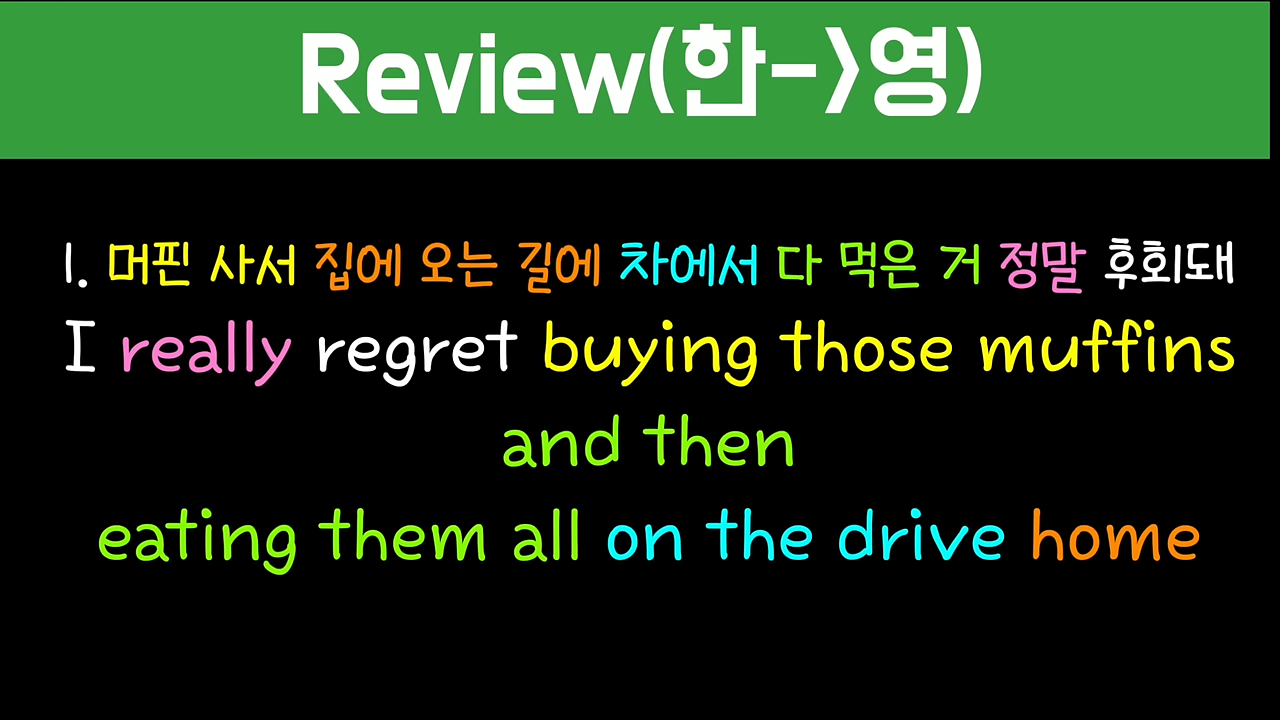 Review(한->영)
1. 머핀 사서 집에 오는 길에 차에서 다 먹은 거 정말 후회돼
I really regret buying those muffins
and then
eating them all on the drive home